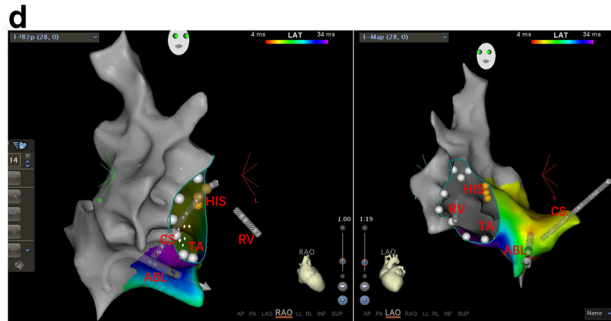 d
1-Map (28, 0)
4 ms LAT 34 ms
14
HIS
RV
CS
TA
ABL
1.00
RAO
AP PA LAO RAO LL RL INF SUP
1-Map (28, 0)
4 ms LAT 34 ms
HIS
RV
CS
TA
ABL
1.19
LAO
AP PA LAO RAO LL RL INF SUP
None